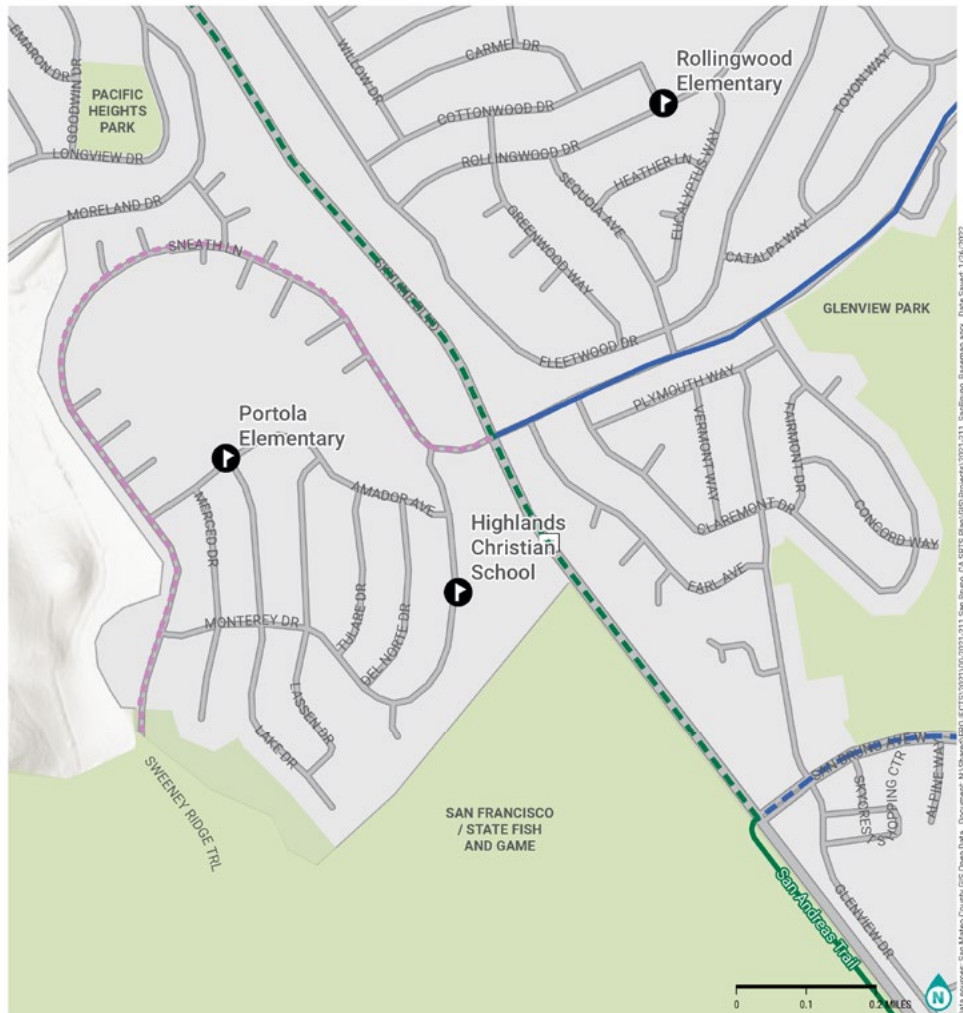 EMARON DR
GOODWIN DR
PACIFIC
HEIGHTS
PARK
LONGVIEW DR
MORELAND DR
SNEATH LN
WILLOW DR
CARMEL DR
COTTONWOOD DR
Rollingwood
Elementary
ROLLINGWOOD DR
SEQUOIA AVE
HEATHER LN
EUCALYPTUS WAY
TOYON WAY
GREENWOOD WAY
CATALPA WAY
FLEETWOOD DR
GLENVIEW PARK
PLYMOUTH WAY
VERMONT WAY
FAIRMONT DR
CLAREMONT DR
CONCORD WAY
EARL AVE
Portola
Elementary
AMADOR AVE
MERCED DR
Highlands
Christian
School
MONTEREY DR
TULARE DR
DEL NORTE DR
LASSEN DR
LAKE DR
SWEENEY RIDGE TRL
SAN FRANCISCO
/ STATE FISH
AND GAME
SAN BRUNO AVE W
SKYCREST
SHOPPING CTR
ALPINE WAY
San Andreas Trail
GLENVIEW DR
0 0.1 0.2 MILES
N